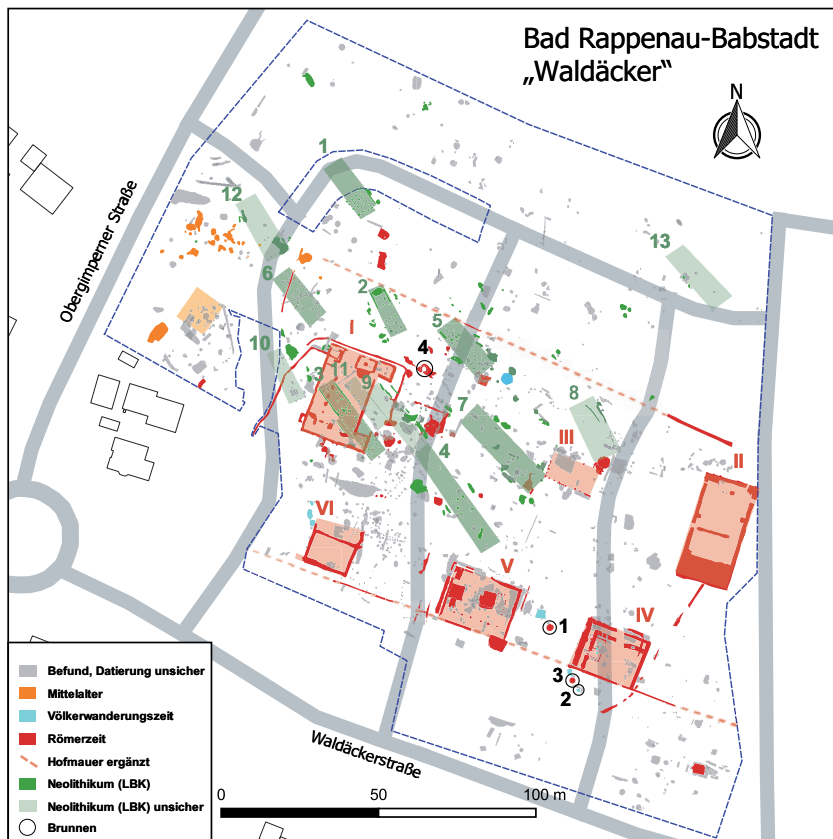 Bad Rappenau-Babstadt
„Waldäcker“
N
Obergimperner Straße
1
12
13
6
2
5
I
4
10
3
11
9
7
8
III
4
II
VI
V
1
IV
3
2
Waldäckerstraße
Befund, Datierung unsicher
Mittelalter
Völkerwanderungszeit
Römerzeit
Hofmauer ergänzt
Neolithikum (LBK)
Neolithikum (LBK) unsicher
Brunnen
0 50 100 m